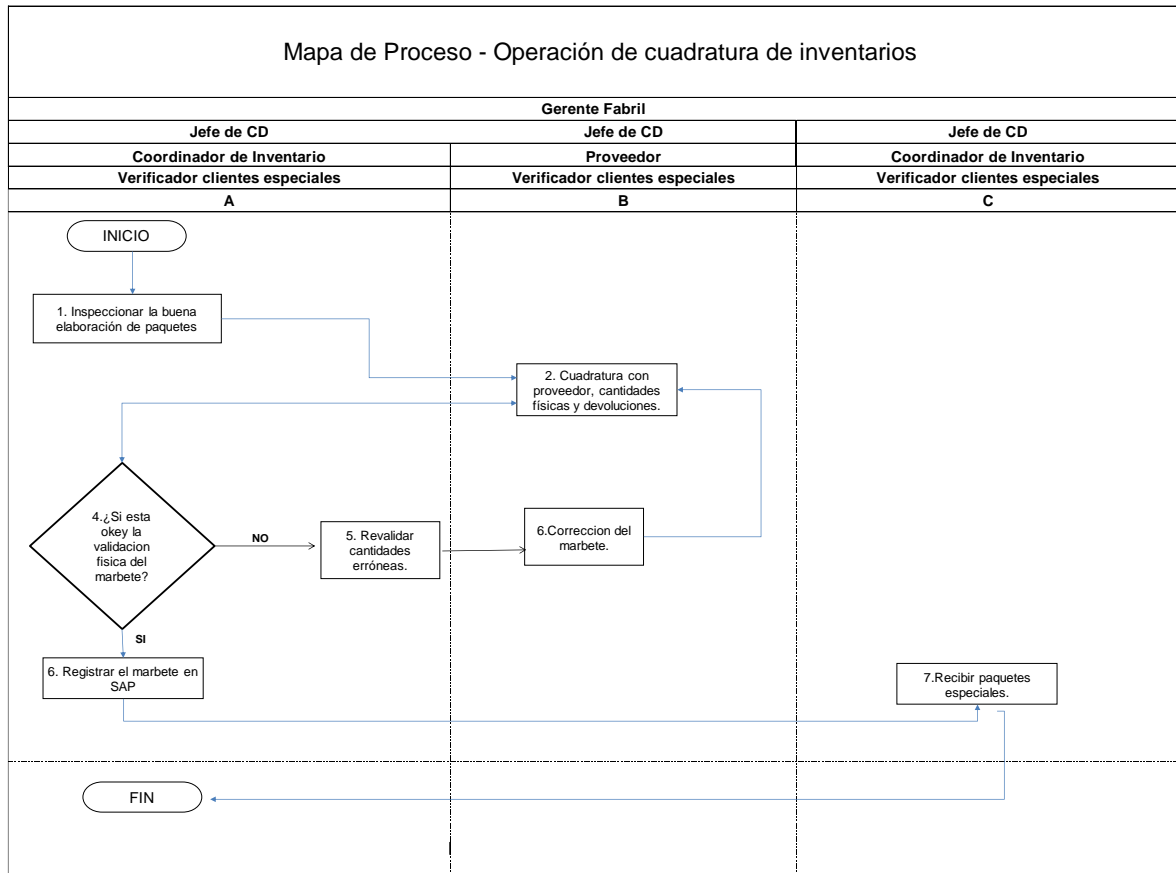 Mapa de Proceso - Operación de cuadratura de inventarios
Gerente Fabril
Jefe de CD
Jefe de CD
Jefe de CD
Coordinador de Inventario
Proveedor
Coordinador de Inventario
Verificador clientes especiales
Verificador clientes especiales
Verificador clientes especiales
A
B
C
INICIO
1. Inspeccionar la buena
elaboración de paquetes
2. Cuadratura con
proveedor, cantidades
físicas y devoluciones.
4.¿Si esta
okey la
validacion
fisica del
marbete?
NO
5. Revalidar
cantidades
erróneas.
6.Correccion del
marbete.
SI
6. Registrar el marbete en
SAP
7.Recibir paquetes
especiales.
FIN